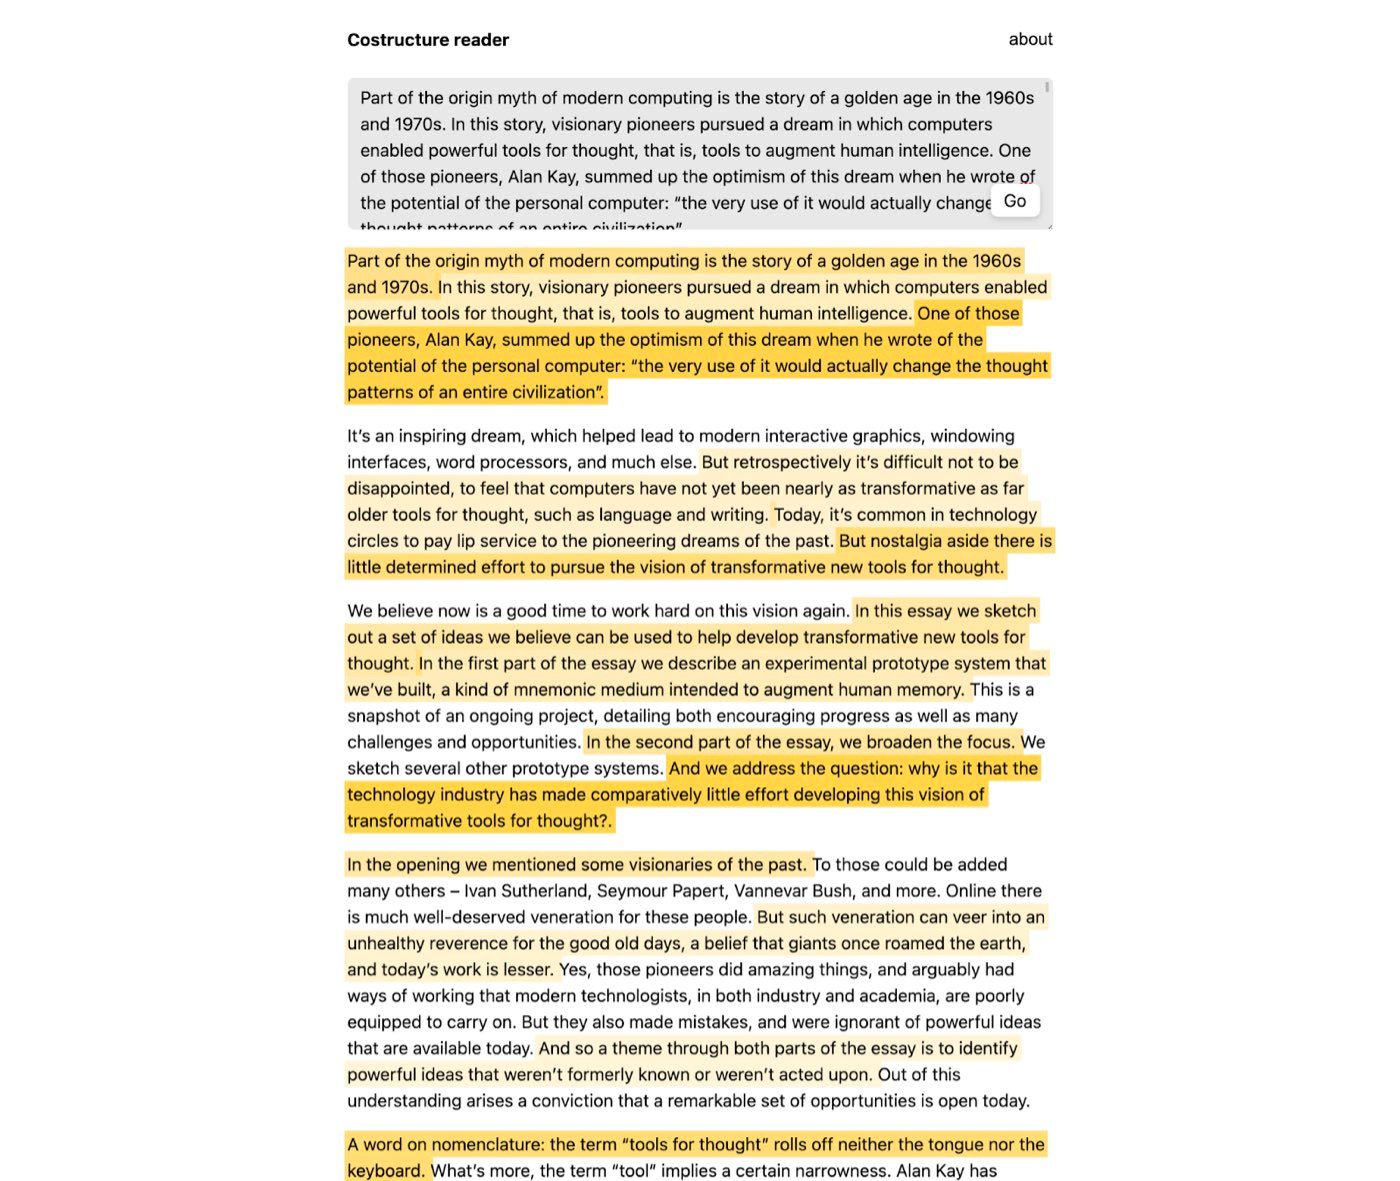 Costructure reader
about
Part of the origin myth of modern computing is the story of a golden age in the 1960s
and 1970s. In this story, visionary pioneers pursued a dream in which computers
enabled powerful tools for thought, that is, tools to augment human intelligence. One
of those pioneers, Alan Kay, summed up the optimism of this dream when he wrote of
the potential of the personal computer: “the very use of it would actually change
thought patterns of an entire civilization”
Go
Part of the origin myth of modern computing is the story of a golden age in the 1960s
and 1970s. In this story, visionary pioneers pursued a dream in which computers enabled
powerful tools for thought, that is, tools to augment human intelligence. One of those
pioneers, Alan Kay, summed up the optimism of this dream when he wrote of the
potential of the personal computer: “the very use of it would actually change the thought
patterns of an entire civilization”.
It’s an inspiring dream, which helped lead to modern interactive graphics, windowing
interfaces, word processors, and much else. But retrospectively it’s difficult not to be
disappointed, to feel that computers have not yet been nearly as transformative as far
older tools for thought, such as language and writing. Today, it’s common in technology
circles to pay lip service to the pioneering dreams of the past. But nostalgia aside there is
little determined effort to pursue the vision of transformative new tools for thought.
We believe now is a good time to work hard on this vision again. In this essay we sketch
out a set of ideas we believe can be used to help develop transformative new tools for
thought. In the first part of the essay we describe an experimental prototype system that
we’ve built, a kind of mnemonic medium intended to augment human memory. This is a
snapshot of an ongoing project, detailing both encouraging progress as well as many
challenges and opportunities. In the second part of the essay, we broaden the focus. We
sketch several other prototype systems. And we address the question: why is it that the
technology industry has made comparatively little effort developing this vision of
transformative tools for thought?.
In the opening we mentioned some visionaries of the past. To those could be added
many others – Ivan Sutherland, Seymour Papert, Vannevar Bush, and more. Online there
is much well-deserved veneration for these people. But such veneration can veer into an
unhealthy reverence for the good old days, a belief that giants once roamed the earth,
and today’s work is lesser. Yes, those pioneers did amazing things, and arguably had
ways of working that modern technologists, in both industry and academia, are poorly
equipped to carry on. But they also made mistakes, and were ignorant of powerful ideas
that are available today. And so a theme through both parts of the essay is to identify
powerful ideas that weren’t formerly known or weren’t acted upon. Out of this
understanding arises a conviction that a remarkable set of opportunities is open today.
A word on nomenclature: the term “tools for thought” rolls off neither the tongue nor the
keyboard. What’s more, the term “tool” implies a certain narrowness. Alan Kay has